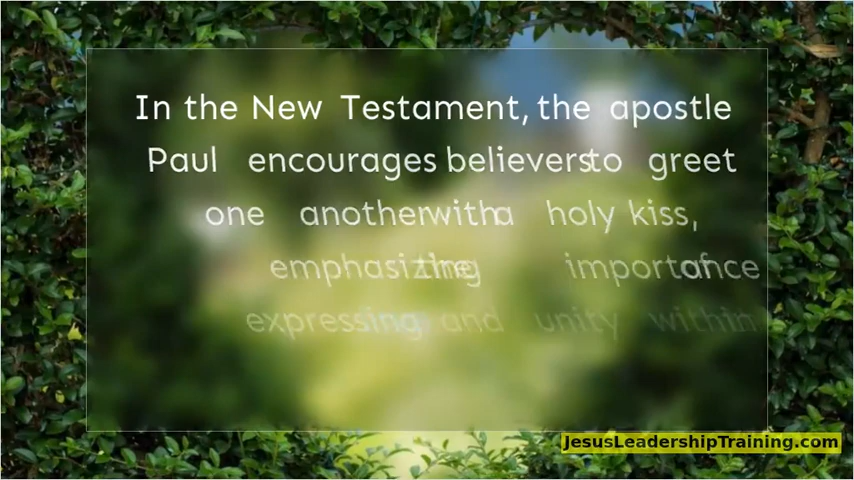 In the New Testament, the apostle
Paul encourages believers to greet
one another with a holy kiss,
emphasizing the importance of
expressing and unity within
JesusLeadershipTraining.com